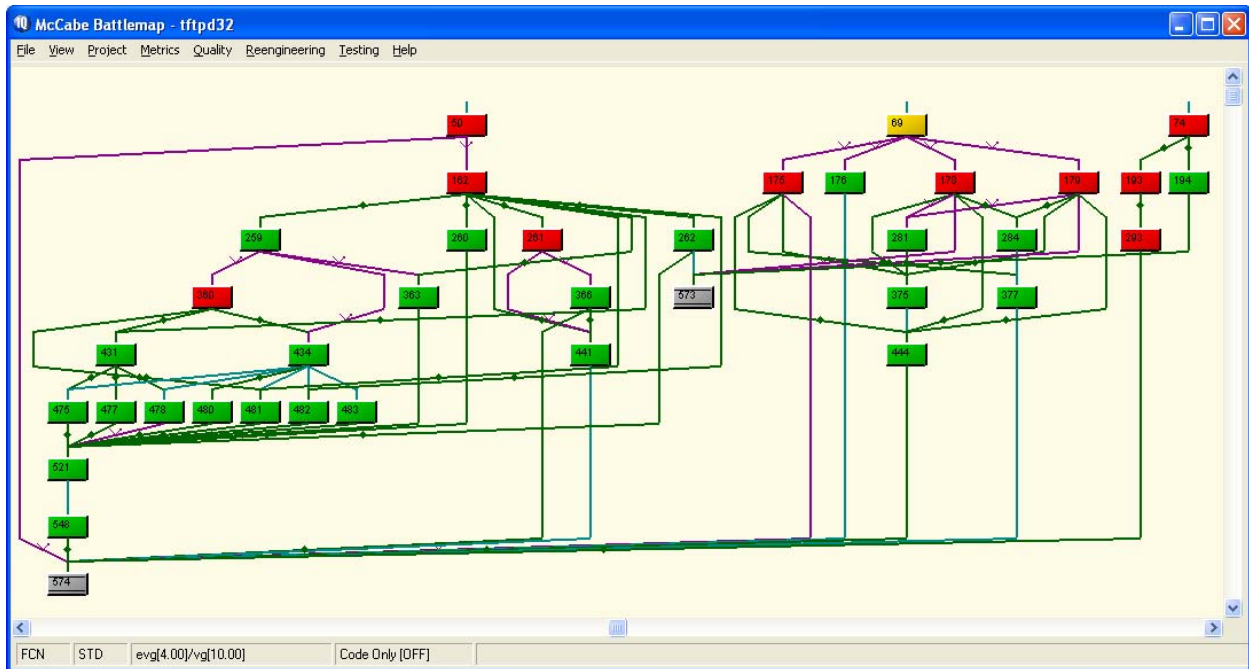 McCabe Battlemap - tftpd32
File View Project Metrics Quality Reengineering Testing Help
50 69 74
162 175 176 178 179 193 194
259 260 261 262 281 284 293
360 363 366 573 375 377
431 434 441 444
475 477 478 480 481 482 483
521
548
574
FCN STD evg[4.00]/vg[10.00] Code Only [OFF]